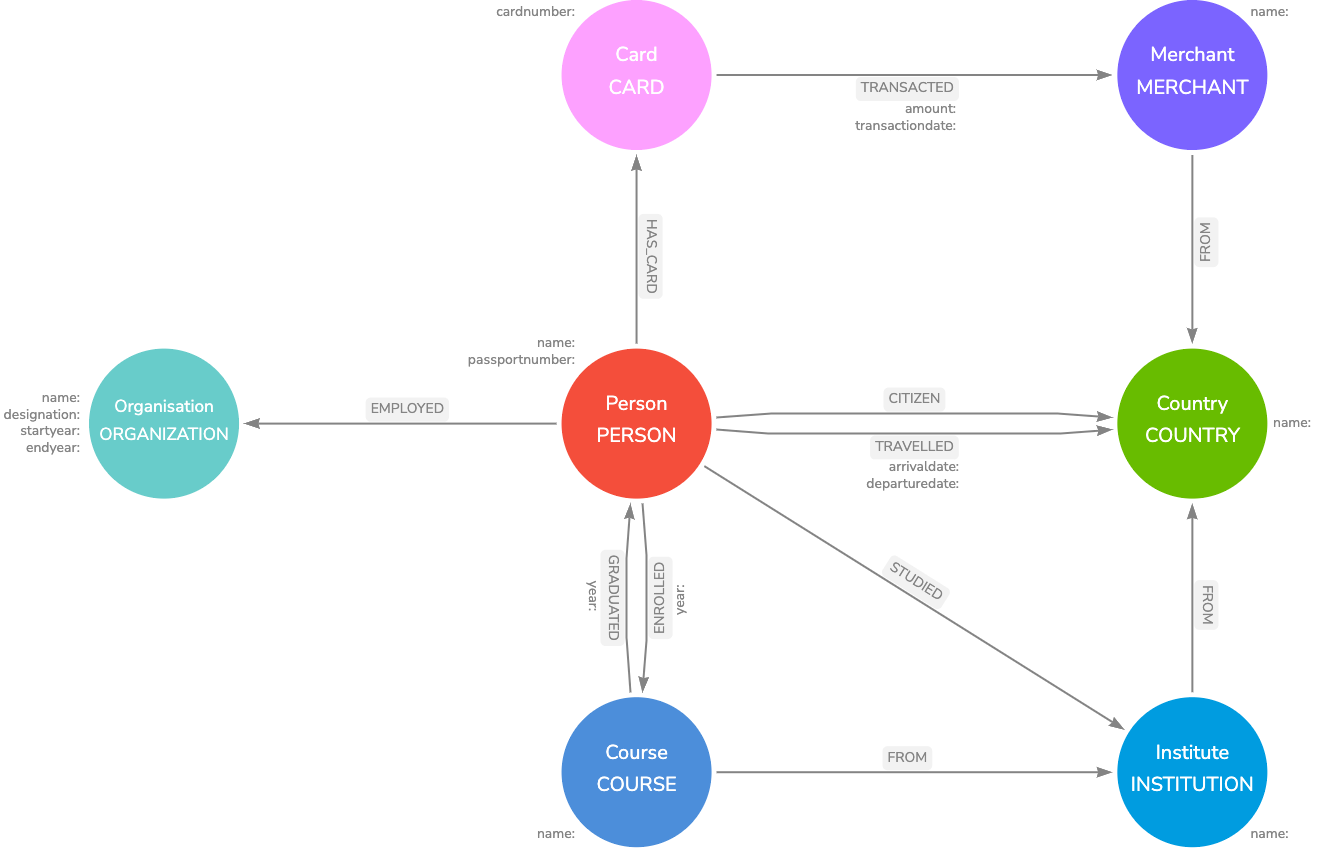 cardnumber:
Card
CARD
name:
Merchant
MERCHANT
TRANSACTED
amount:
transactiondate:
HAS_CARD
FROM
name:
passportnumber:
name:
designation:
startyear:
endyear:
Organisation
ORGANIZATION
EMPLOYED
Person
PERSON
CITIZEN
TRAVELLED
arrivaldate:
departuredate:
Country
COUNTRY
name:
GRADUATED
year:
ENROLLED
year:
STUDIED
FROM
Course
COURSE
name:
FROM
Institute
INSTITUTION
name: